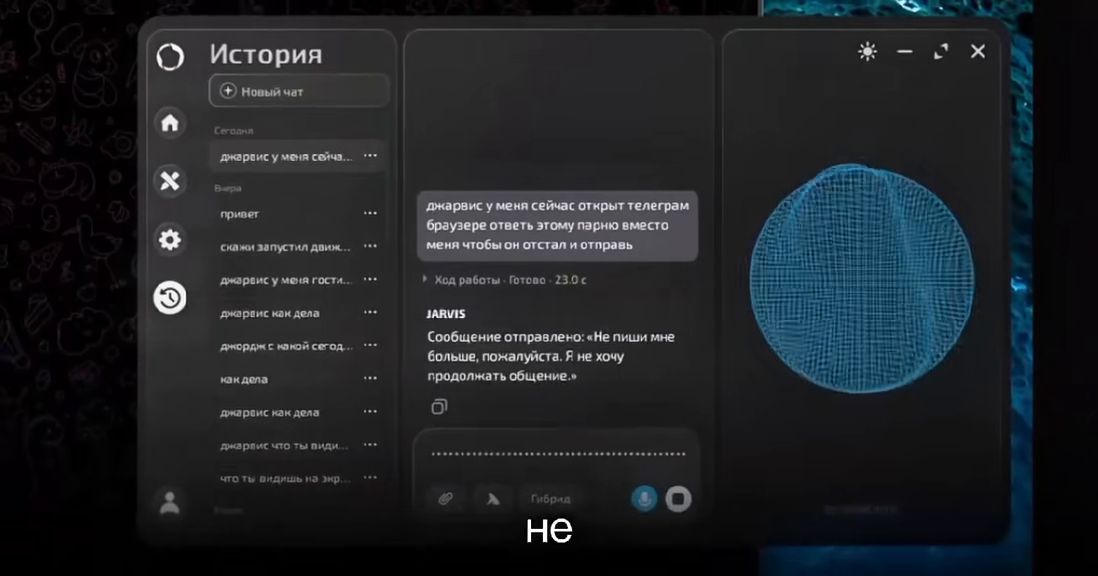 История
Новый чат
Сегодня
джарвис у меня сейча...
Вчера
привет
скажи запустил движ...
джарвис у меня гости...
джарвис как дела
джордж с какой сегод...
как дела
джарвис как дела
джарвис что ты види...
что ты видишь на экр...
джарвис у меня сейчас открыт телеграм
браузере ответь этому парню вместо
меня чтобы он отстал и отправь
Ход работы · Готово · 23.0 с
JARVIS
Сообщение отправлено: «Не пиши мне
больше, пожалуйста. Я не хочу
продолжать общение.»
Гибрид
не